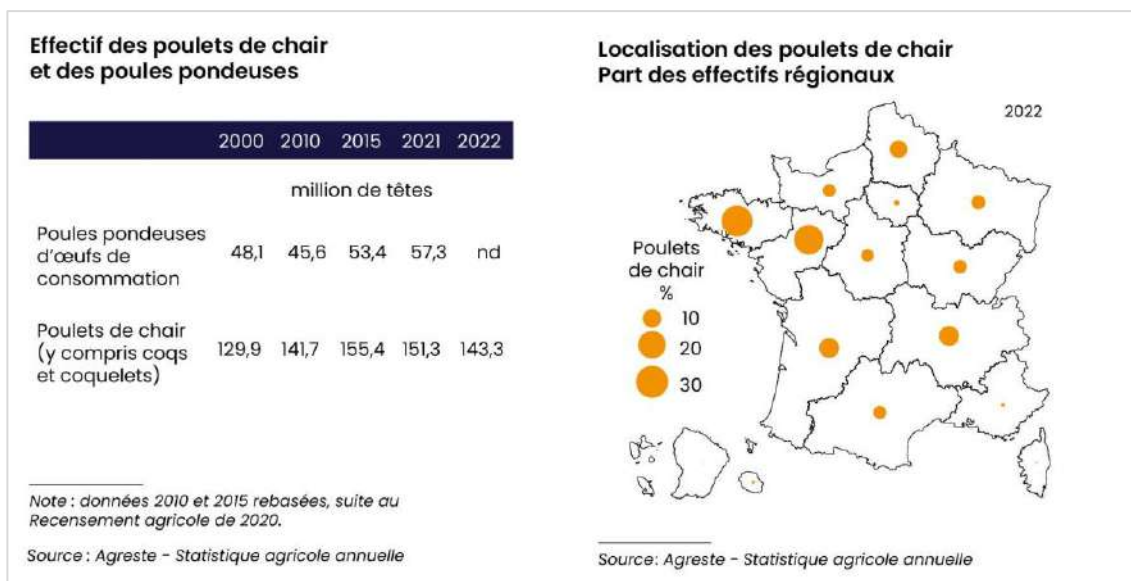 Effectif des poulets de chair
et des poules pondeuses
2000 2010 2015 2021 2022
million de têtes
Poules pondeuses
d'œufs de
consommation
48,1 45,6 53,4 57,3 nd
Poulets de chair
(y compris coqs
et coquelets)
129,9 141,7 155,4 151,3 143,3
Note : données 2010 et 2015 rebasées, suite au
Recensement agricole de 2020.
Source : Agreste - Statistique agricole annuelle
Localisation des poulets de chair
Part des effectifs régionaux
2022
Poulets
de chair
%
10
20
30
Source: Agreste - Statistique agricole annuelle